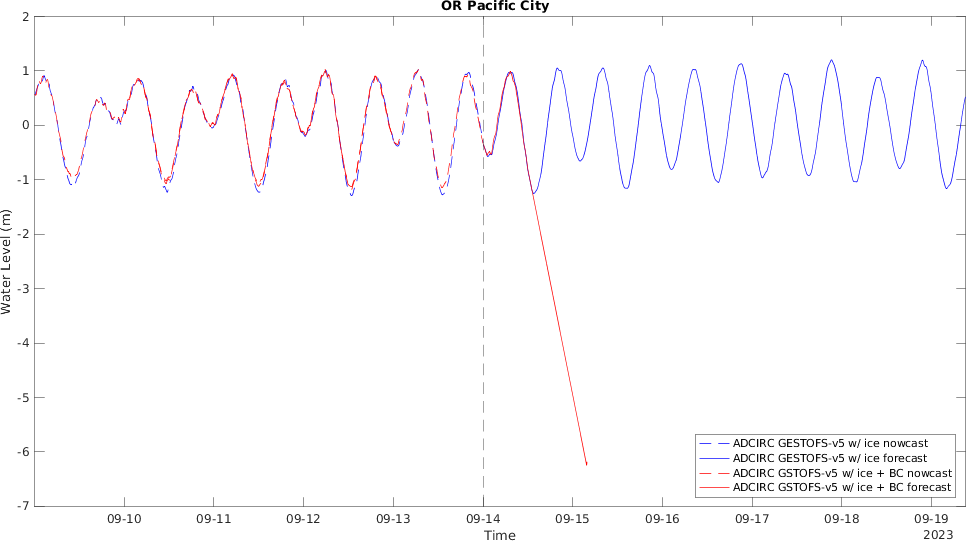 OR Pacific City
2
1
0
-1
-2
-3
-4
-5
-6
-7
Water Level (m)
ADCIRC GESTOFS-v5 w/ ice nowcast
ADCIRC GESTOFS-v5 w/ ice forecast
ADCIRC GSTOFS-v5 w/ ice + BC nowcast
ADCIRC GSTOFS-v5 w/ ice + BC forecast
09-10 09-11 09-12 09-13 09-14 09-15 09-16 09-17 09-18 09-19
Time
2023